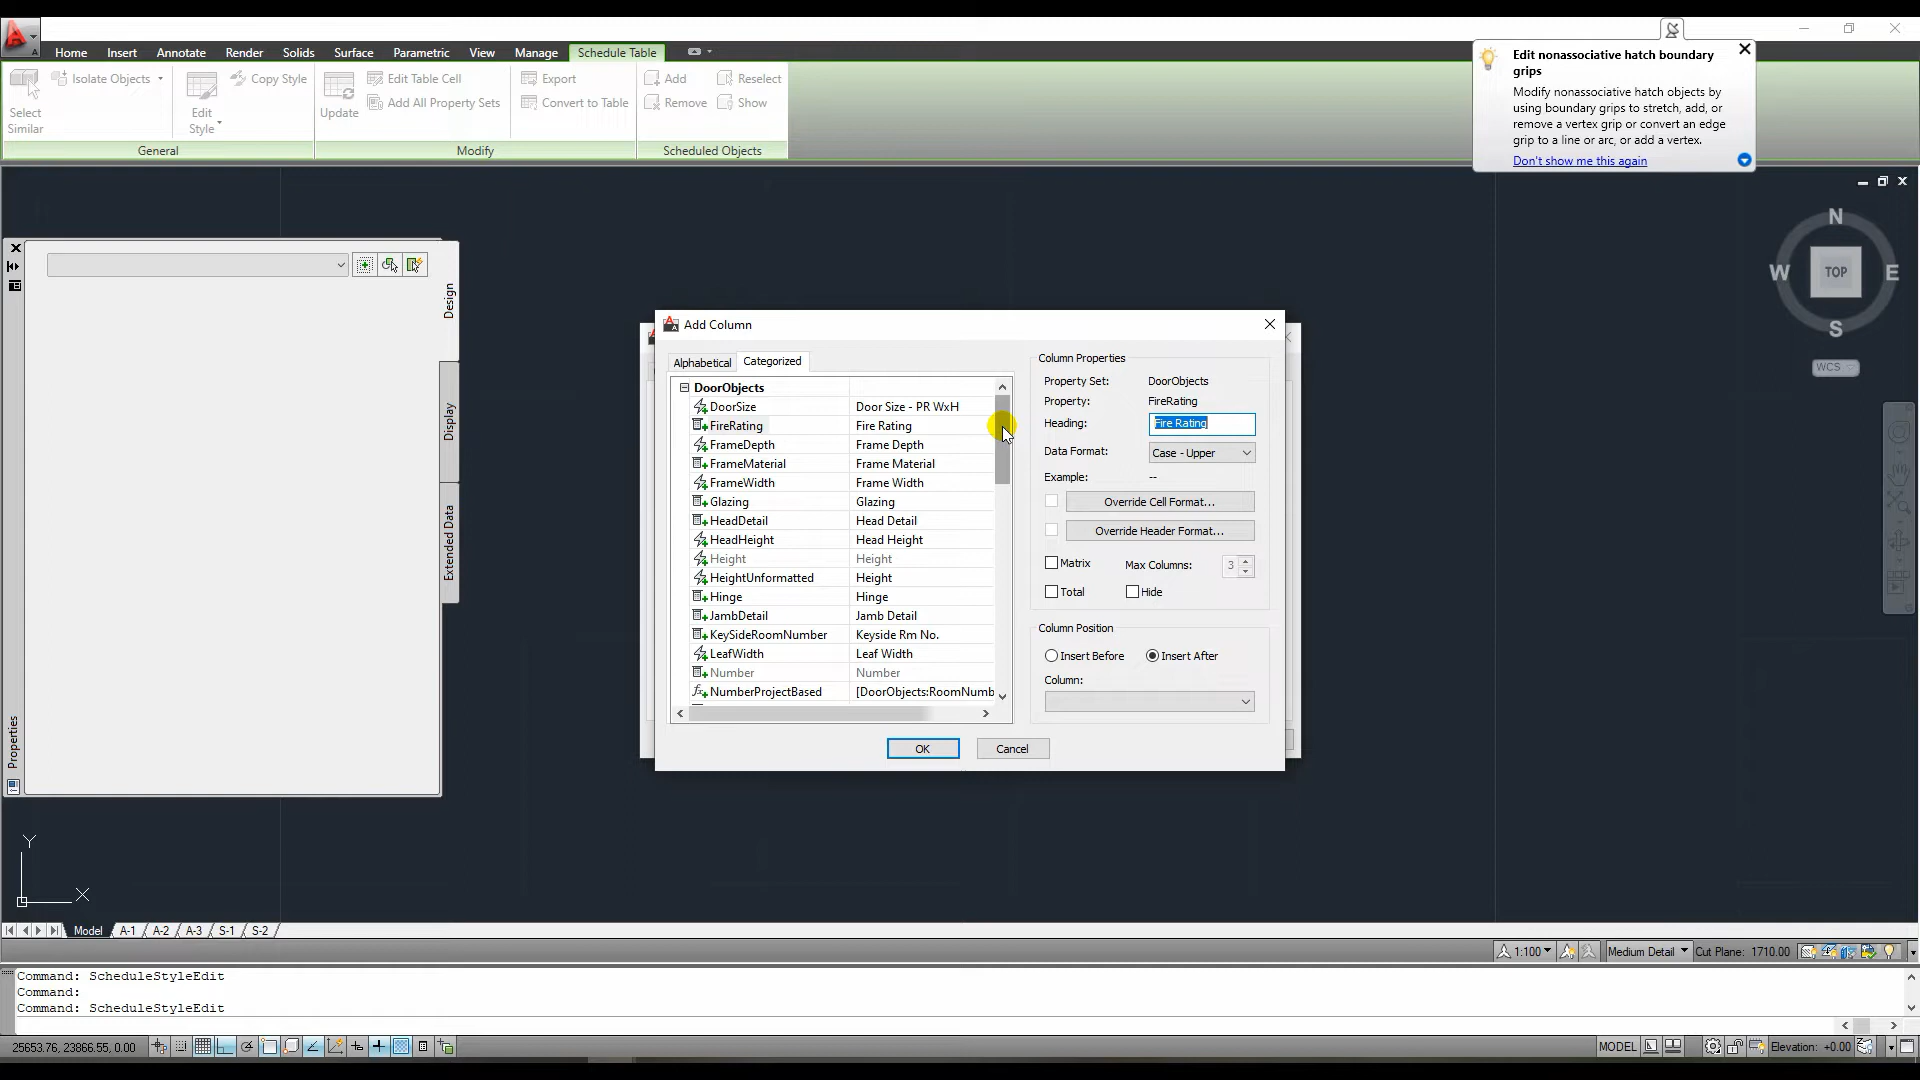 Home Insert Annotate Render Solids Surface Parametric View Manage Schedule Table
Select
Similar
Isolate Objects
Edit
Style
Copy Style
General
Update
Edit Table Cell
Add All Property Sets
Modify
Export
Convert to Table
Add
Remove
Reselect
Show
Scheduled Objects
Edit nonassociative hatch boundary
grips
Modify nonassociative hatch objects by
using boundary grips to stretch, add, or
remove a vertex grip or convert an edge
grip to a line or arc, or add a vertex.
Don't show me this again
N
W TOP E
S
WCS
Design
Display
Extended Data
Properties
Add Column
Alphabetical Categorized
DoorObjects
DoorSize Door Size - PR WxH
FireRating Fire Rating
FrameDepth Frame Depth
FrameMaterial Frame Material
FrameWidth Frame Width
Glazing Glazing
HeadDetail Head Detail
HeadHeight Head Height
Height Height
HeightUnformatted Height
Hinge Hinge
JambDetail Jamb Detail
KeySideRoomNumber Keyside Rm No.
LeafWidth Leaf Width
Number Number
NumberProjectBased [DoorObjects:RoomNumb
Column Properties
Property Set: DoorObjects
Property: FireRating
Heading: Fire Rating
Data Format: Case - Upper
Example: --
Override Cell Format...
Override Header Format...
Matrix Max Columns: 3
Total Hide
Column Position
Insert Before Insert After
Column:
OK Cancel
Y
X
Model A-1 A-2 A-3 S-1 S-2
1:100 Medium Detail Cut Plane: 1710.00
Command: ScheduleStyleEdit
Command:
Command: ScheduleStyleEdit
25653.76, 23866.55, 0.00
MODEL Elevation: +0.00